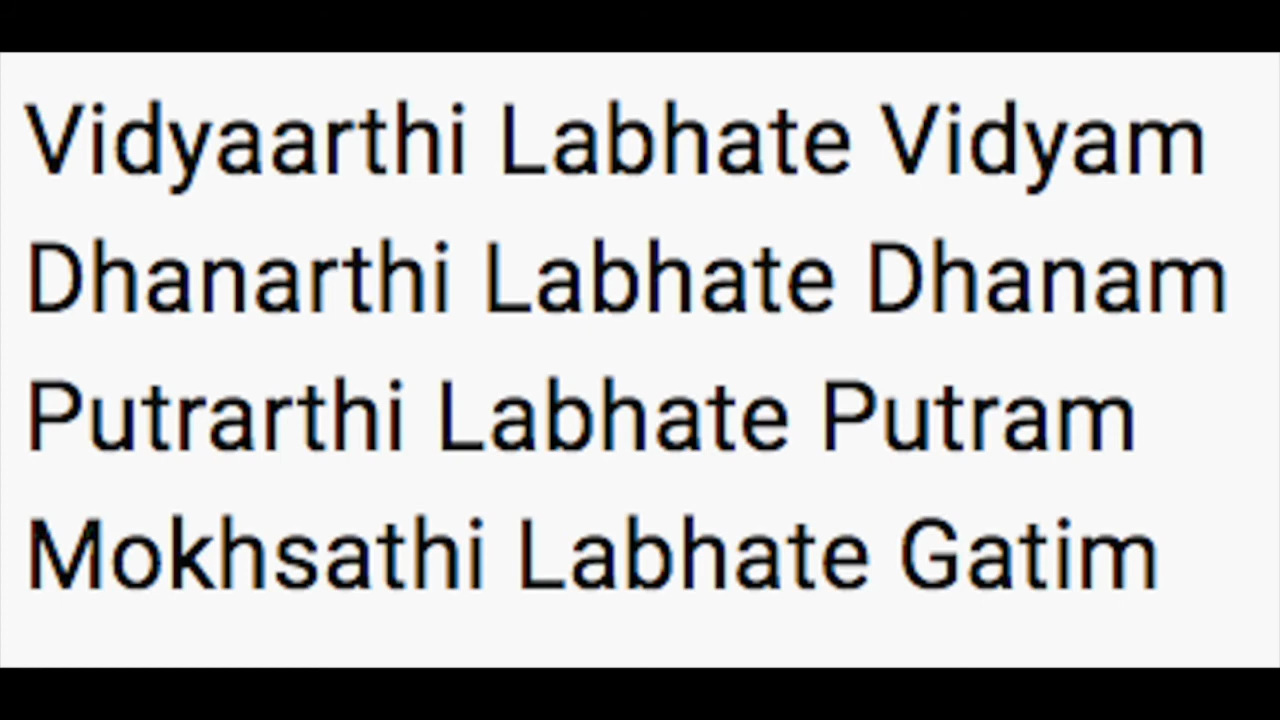 Vidyaarthi Labhate Vidyam
Dhanarthi Labhate Dhanam
Putrarthi Labhate Putram
Mokhsathi Labhate Gatim